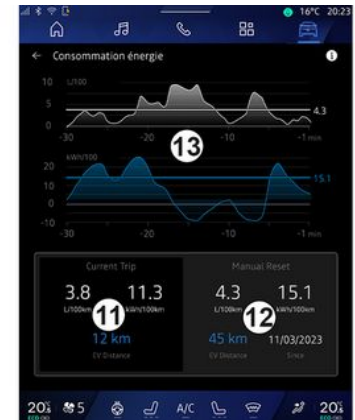 16°C 20:23
Consommation énergie
10 L/100
5
0
4.3
-30 -20 -10 -1 min
13
kWh/100
20
10
0
-10
15.1
-30 -20 -10 -1 min
Current Trip
Manual Reset
3.8 11.3
L/100km kWh/100km
11
12 km
EV Distance
4.3 15.1
L/100km kWh/100km
12
45 km 11/03/2023
EV Distance Since
20 5 A/C 20